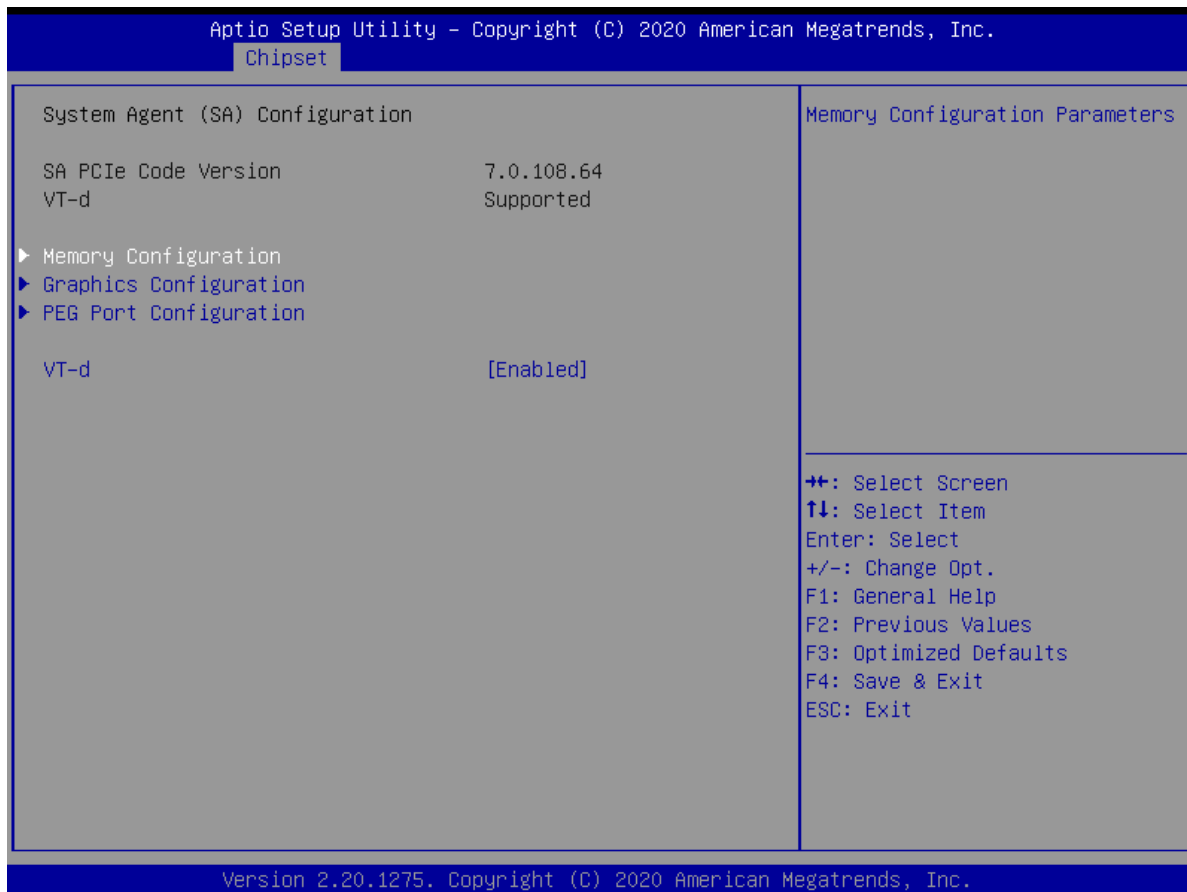 Aptio Setup Utility – Copyright (C) 2020 American Megatrends, Inc.
Chipset
System Agent (SA) Configuration
SA PCIe Code Version 7.0.108.64
VT-d Supported
Memory Configuration
Graphics Configuration
PEG Port Configuration
VT-d [Enabled]
Memory Configuration Parameters
→←: Select Screen
↑↓: Select Item
Enter: Select
+/-: Change Opt.
F1: General Help
F2: Previous Values
F3: Optimized Defaults
F4: Save & Exit
ESC: Exit
Version 2.20.1275. Copyright (C) 2020 American Megatrends, Inc.